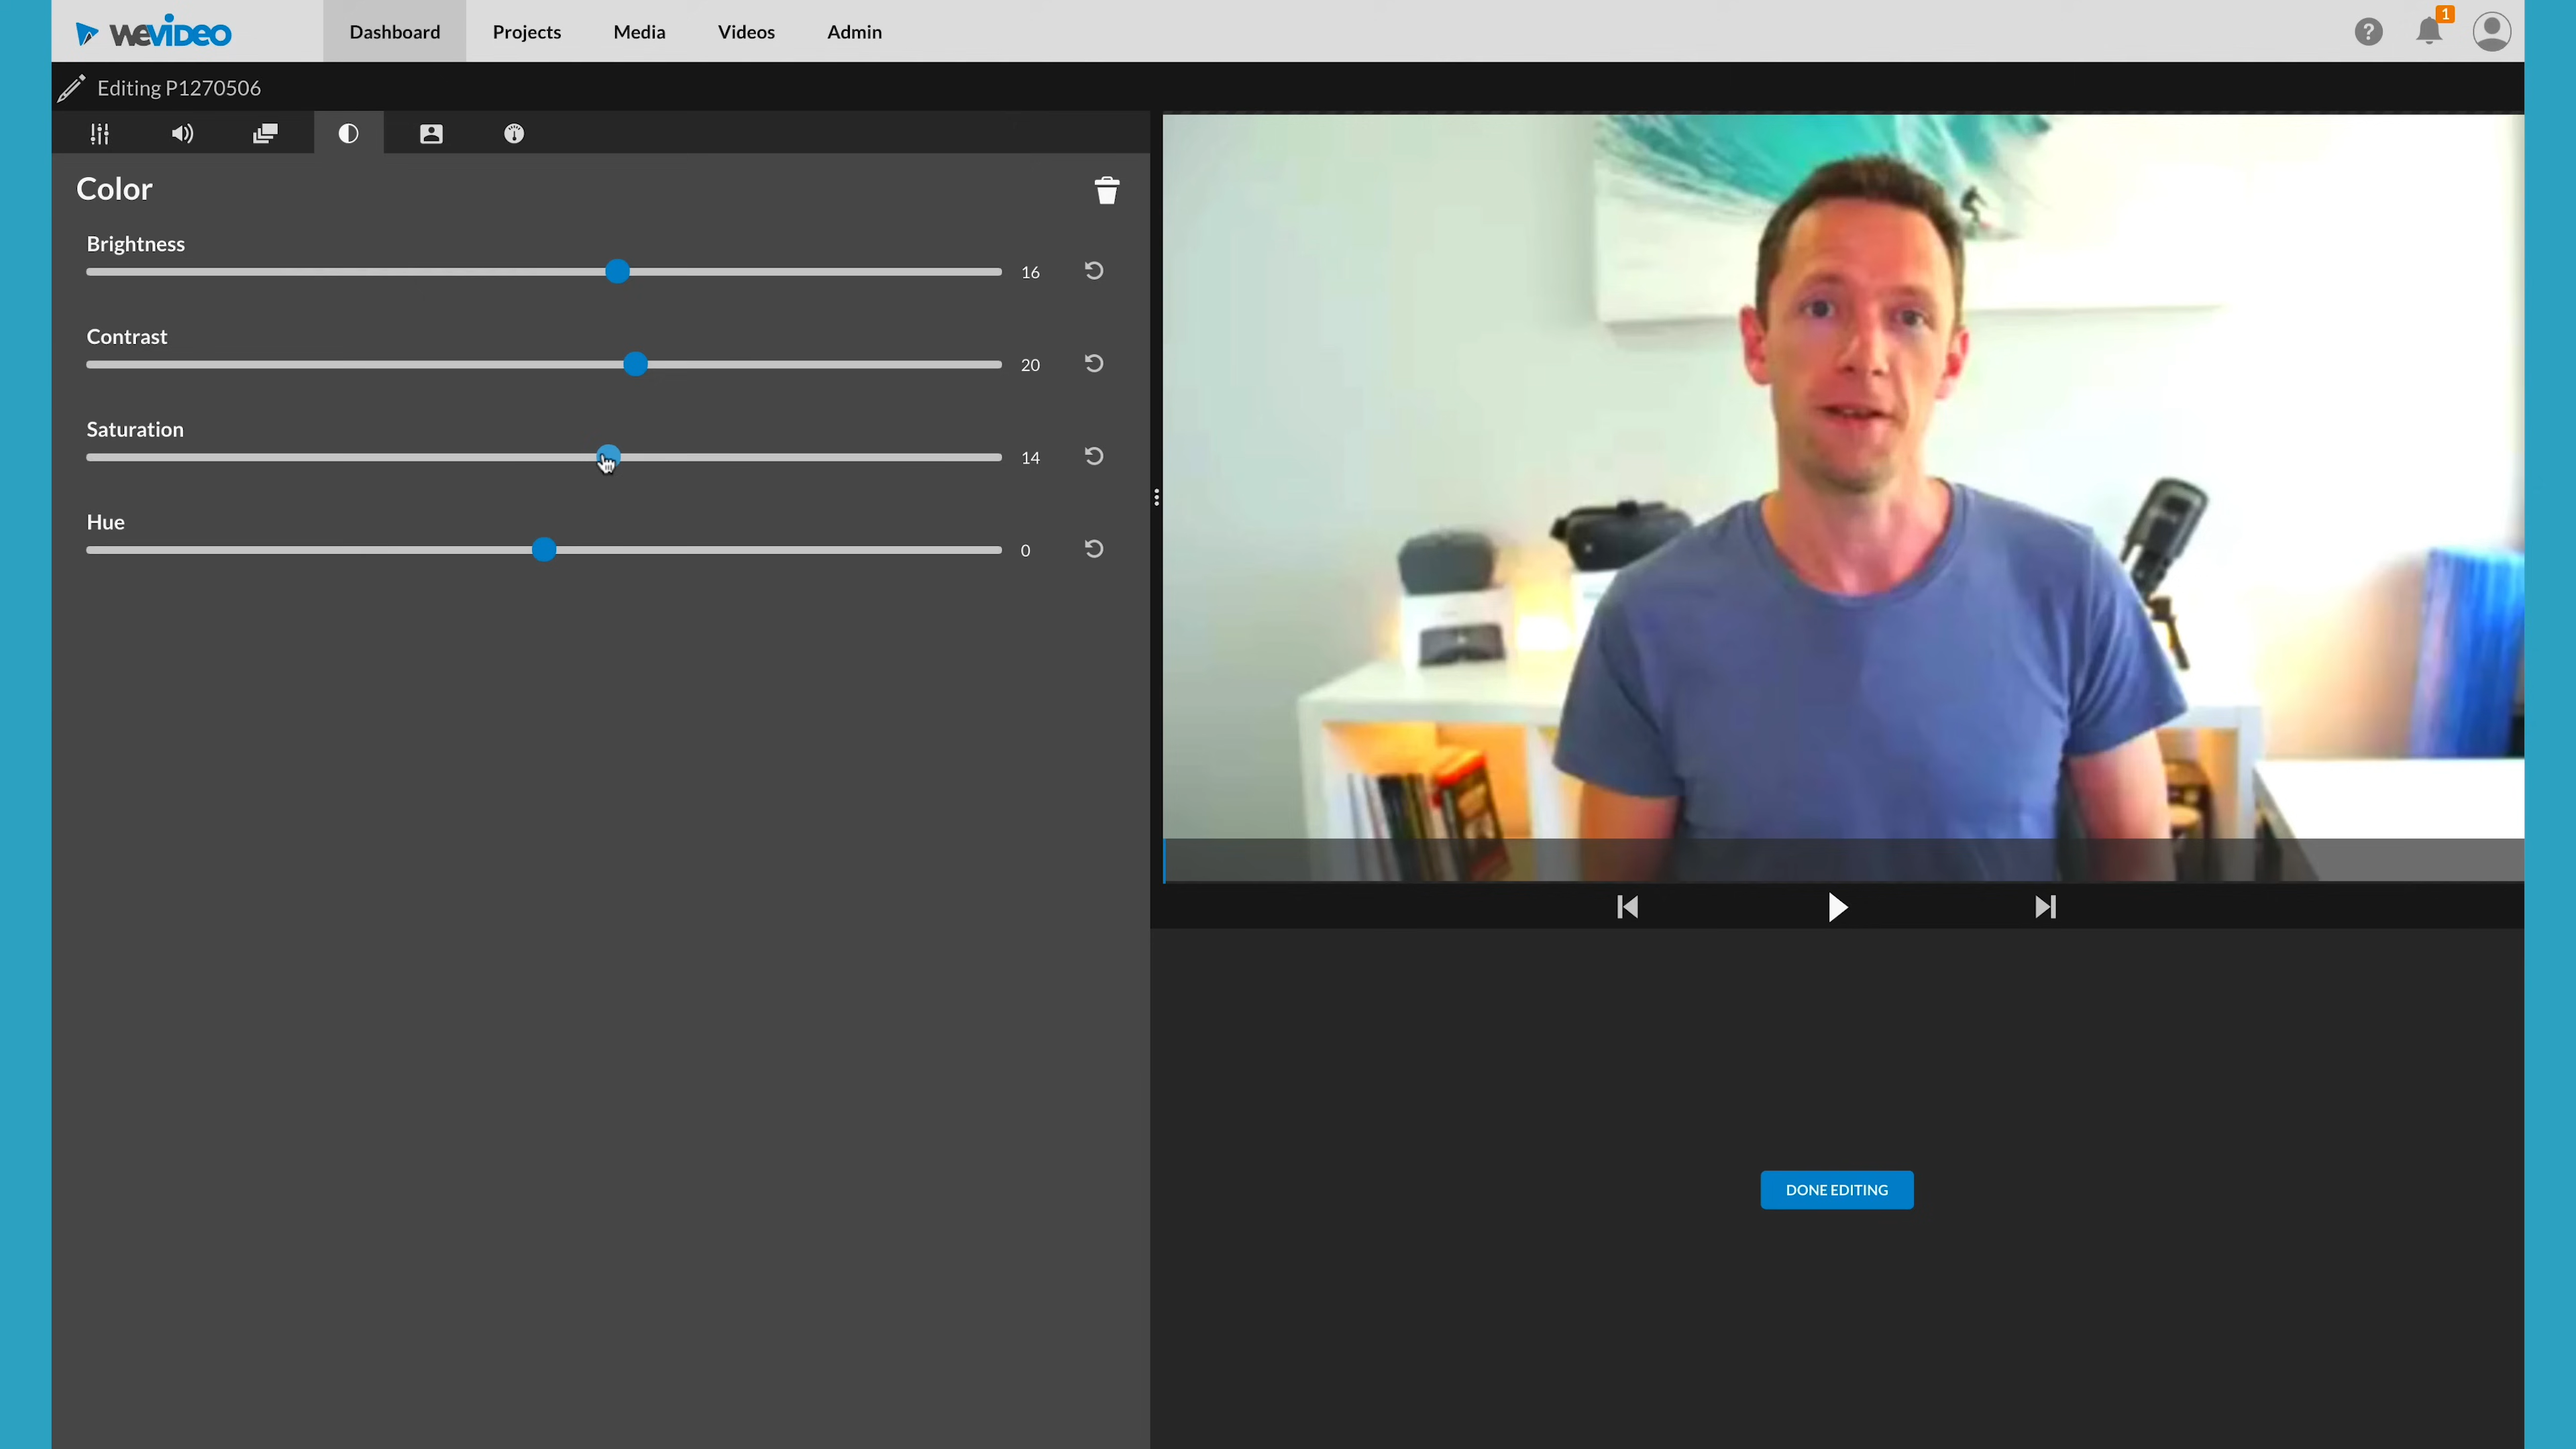 WEVIDEO
Dashboard
Projects
Media
Videos
Admin
?
1
Editing P1270506
Color
Brightness
16
Contrast
20
Saturation
14
Hue
0
DONE EDITING